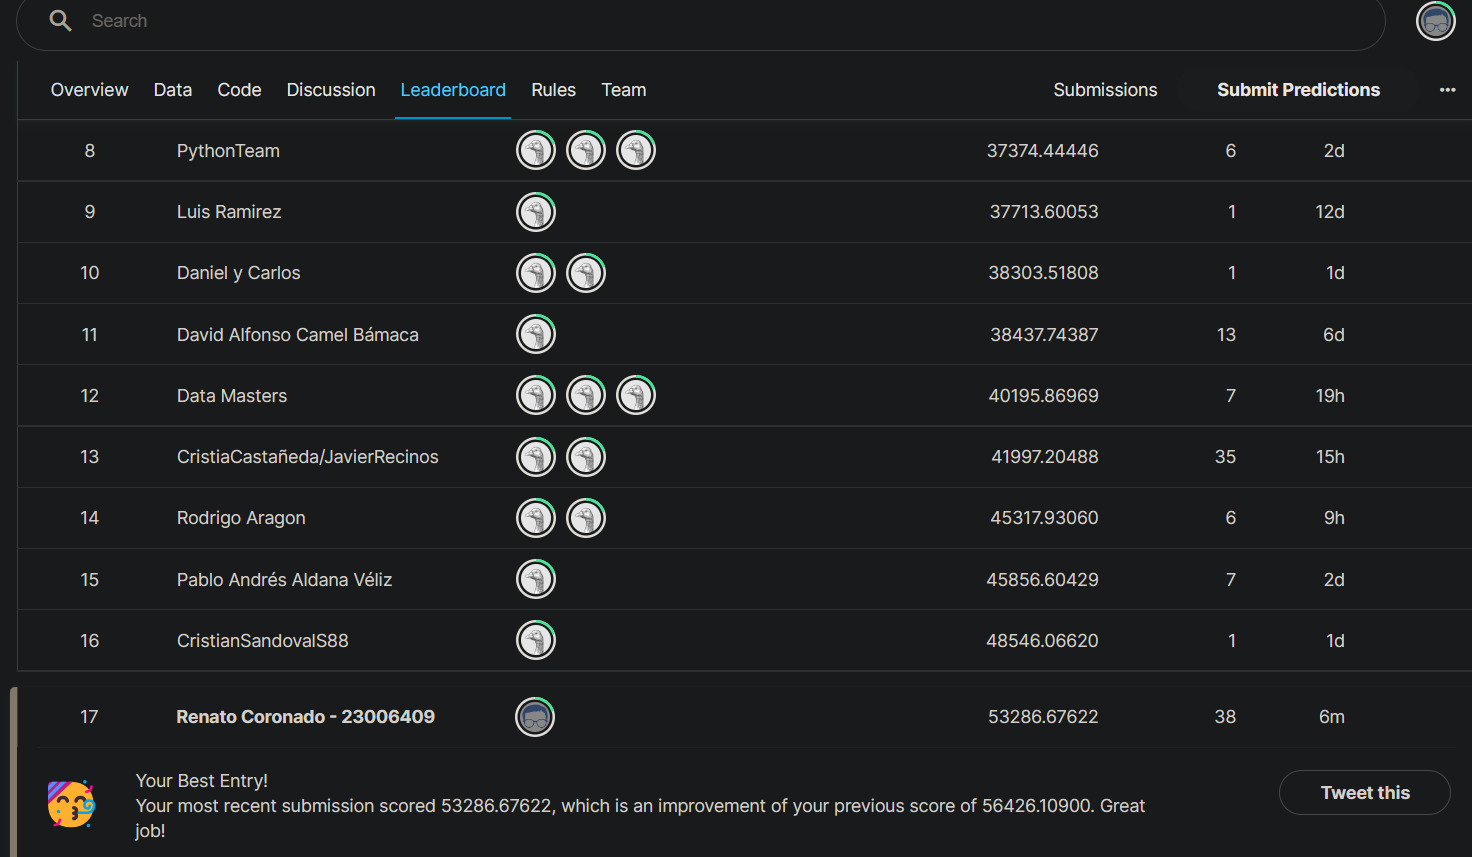 Search
Overview Data Code Discussion Leaderboard Rules Team Submissions Submit Predictions
8 PythonTeam 37374.44446 6 2d
9 Luis Ramirez 37713.60053 1 12d
10 Daniel y Carlos 38303.51808 1 1d
11 David Alfonso Camel Bámaca 38437.74387 13 6d
12 Data Masters 40195.86969 7 19h
13 CristiaCastañeda/JavierRecinos 41997.20488 35 15h
14 Rodrigo Aragon 45317.93060 6 9h
15 Pablo Andrés Aldana Véliz 45856.60429 7 2d
16 CristianSandovalS88 48546.06620 1 1d
17 Renato Coronado - 23006409 53286.67622 38 6m
Your Best Entry!
Your most recent submission scored 53286.67622, which is an improvement of your previous score of 56426.10900. Great
job!
Tweet this